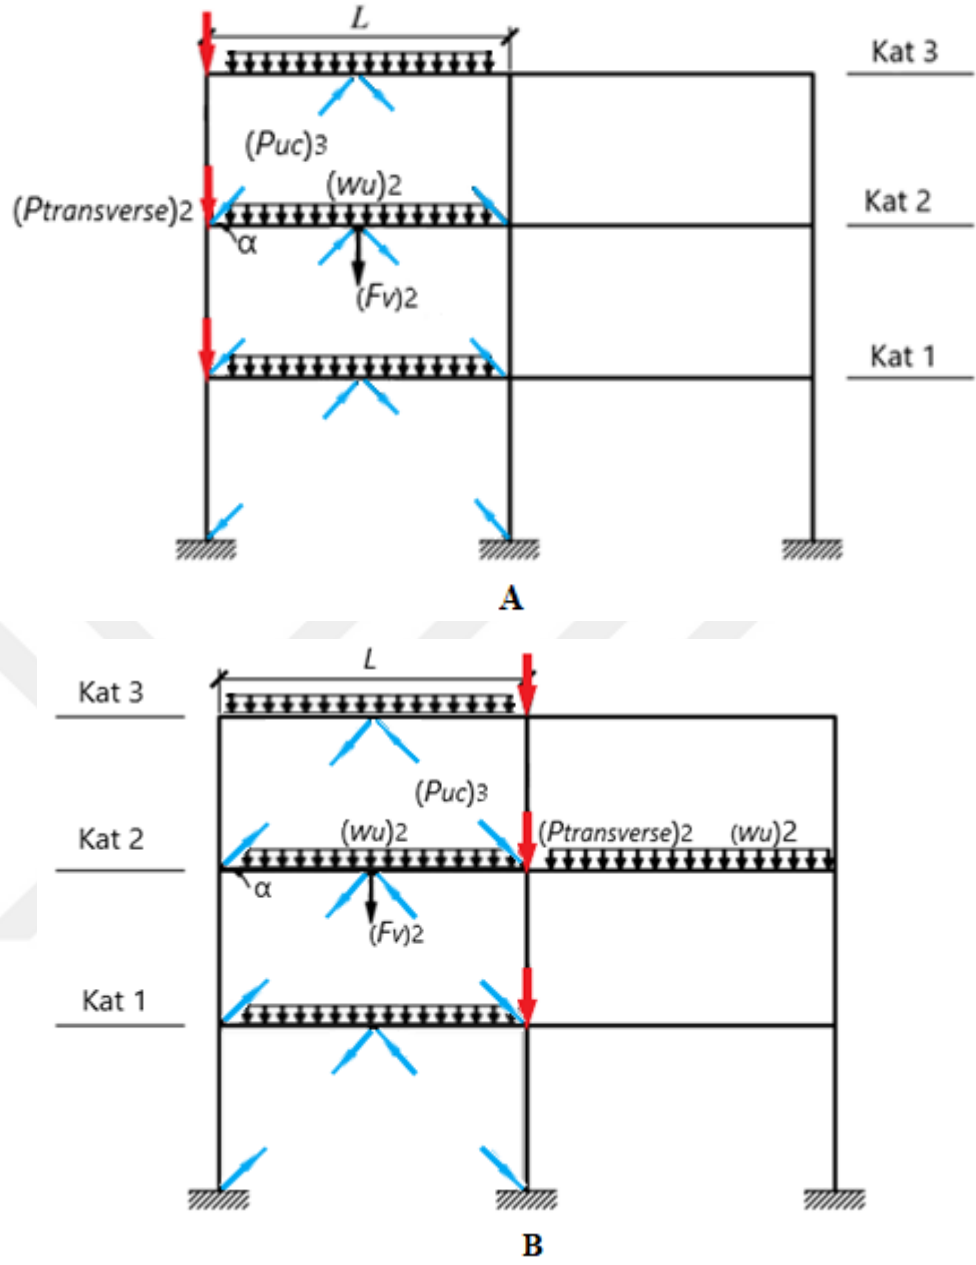 L
Kat 3
(Puc)3
(wu)2
(Ptransverse)2
Kat 2
α
(Fv)2
Kat 1
A
L
Kat 3
(Puc)3
(wu)2
(Ptransverse)2 (wu)2
Kat 2
α
(Fv)2
Kat 1
B